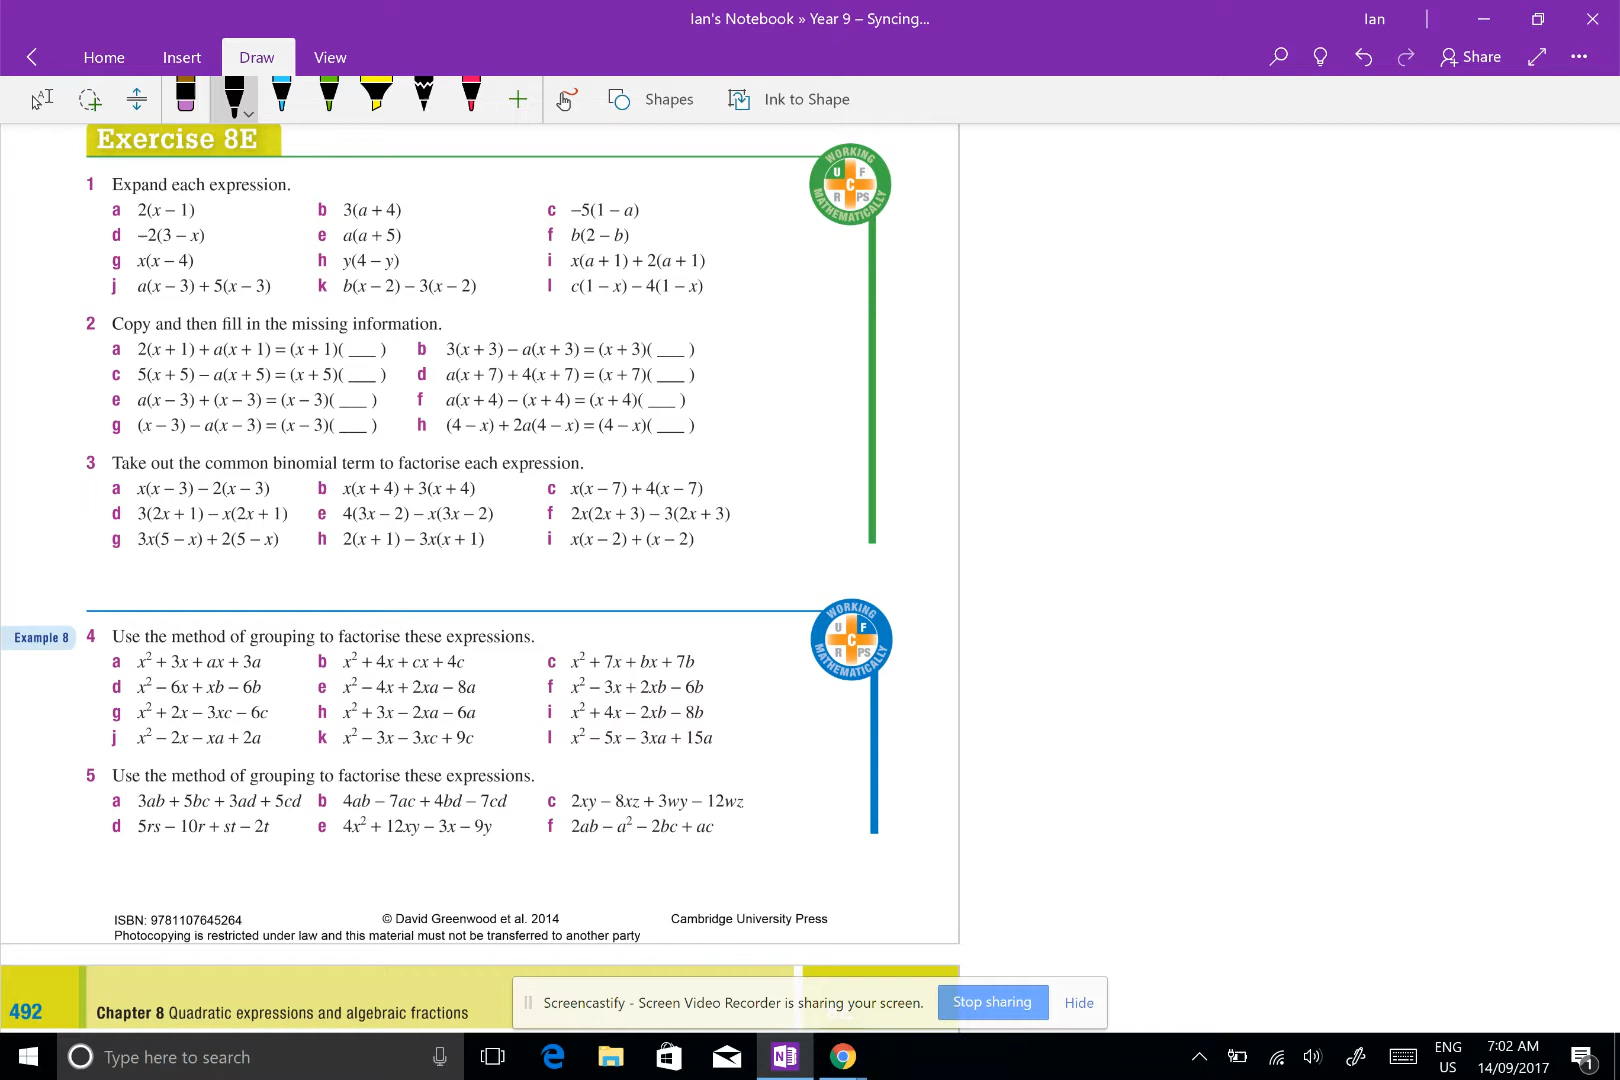 Ian's Notebook » Year 9 – Syncing...
Ian
Home Insert Draw View
Share
Shapes Ink to Shape
Exercise 8E
WORKING MATHEMATICALLY
U F C R PS
1 Expand each expression.
a 2(x – 1) b 3(a + 4) c –5(1 – a)
d –2(3 – x) e a(a + 5) f b(2 – b)
g x(x – 4) h y(4 – y) i x(a + 1) + 2(a + 1)
j a(x – 3) + 5(x – 3) k b(x – 2) – 3(x – 2) l c(1 – x) – 4(1 – x)
2 Copy and then fill in the missing information.
a 2(x + 1) + a(x + 1) = (x + 1)( ___ ) b 3(x + 3) – a(x + 3) = (x + 3)( ___ )
c 5(x + 5) – a(x + 5) = (x + 5)( ___ ) d a(x + 7) + 4(x + 7) = (x + 7)( ___ )
e a(x – 3) + (x – 3) = (x – 3)( ___ ) f a(x + 4) – (x + 4) = (x + 4)( ___ )
g (x – 3) – a(x – 3) = (x – 3)( ___ ) h (4 – x) + 2a(4 – x) = (4 – x)( ___ )
3 Take out the common binomial term to factorise each expression.
a x(x – 3) – 2(x – 3) b x(x + 4) + 3(x + 4) c x(x – 7) + 4(x – 7)
d 3(2x + 1) – x(2x + 1) e 4(3x – 2) – x(3x – 2) f 2x(2x + 3) – 3(2x + 3)
g 3x(5 – x) + 2(5 – x) h 2(x + 1) – 3x(x + 1) i x(x – 2) + (x – 2)
WORKING MATHEMATICALLY
U F C R PS
Example 8 4 Use the method of grouping to factorise these expressions.
a x² + 3x + ax + 3a b x² + 4x + cx + 4c c x² + 7x + bx + 7b
d x² – 6x + xb – 6b e x² – 4x + 2xa – 8a f x² – 3x + 2xb – 6b
g x² + 2x – 3xc – 6c h x² + 3x – 2xa – 6a i x² + 4x – 2xb – 8b
j x² – 2x – xa + 2a k x² – 3x – 3xc + 9c l x² – 5x – 3xa + 15a
5 Use the method of grouping to factorise these expressions.
a 3ab + 5bc + 3ad + 5cd b 4ab – 7ac + 4bd – 7cd c 2xy – 8xz + 3wy – 12wz
d 5rs – 10r + st – 2t e 4x² + 12xy – 3x – 9y f 2ab – a² – 2bc + ac
ISBN: 9781107645264 © David Greenwood et al. 2014 Cambridge University Press
Photocopying is restricted under law and this material must not be transferred to another party
492 Chapter 8 Quadratic expressions and algebraic fractions
Screencastify - Screen Video Recorder is sharing your screen. Stop sharing Hide
Type here to search
ENG US
7:02 AM
14/09/2017
1